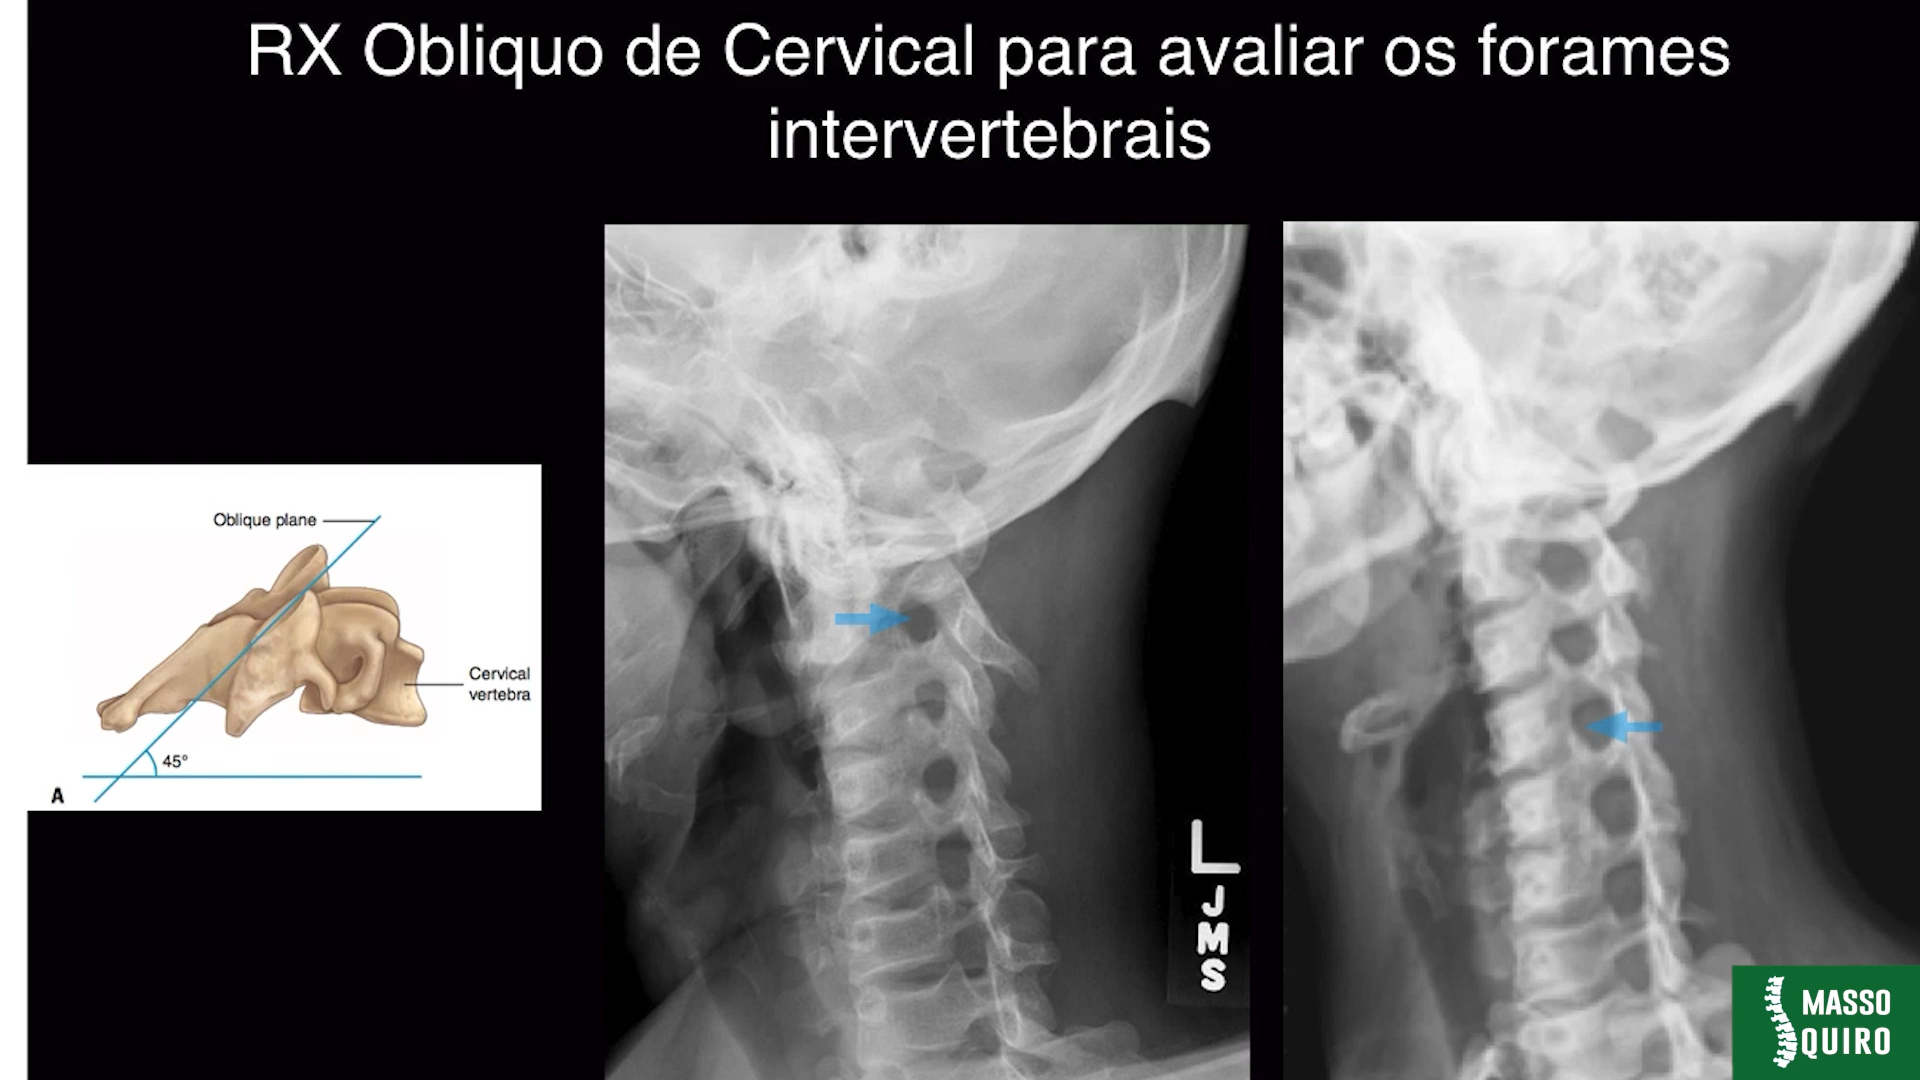 RX Obliquo de Cervical para avaliar os forames
intervertebrais
Oblique plane
Cervical
vertebra
45°
A
L
J
M
S
MASSO
QUIRO